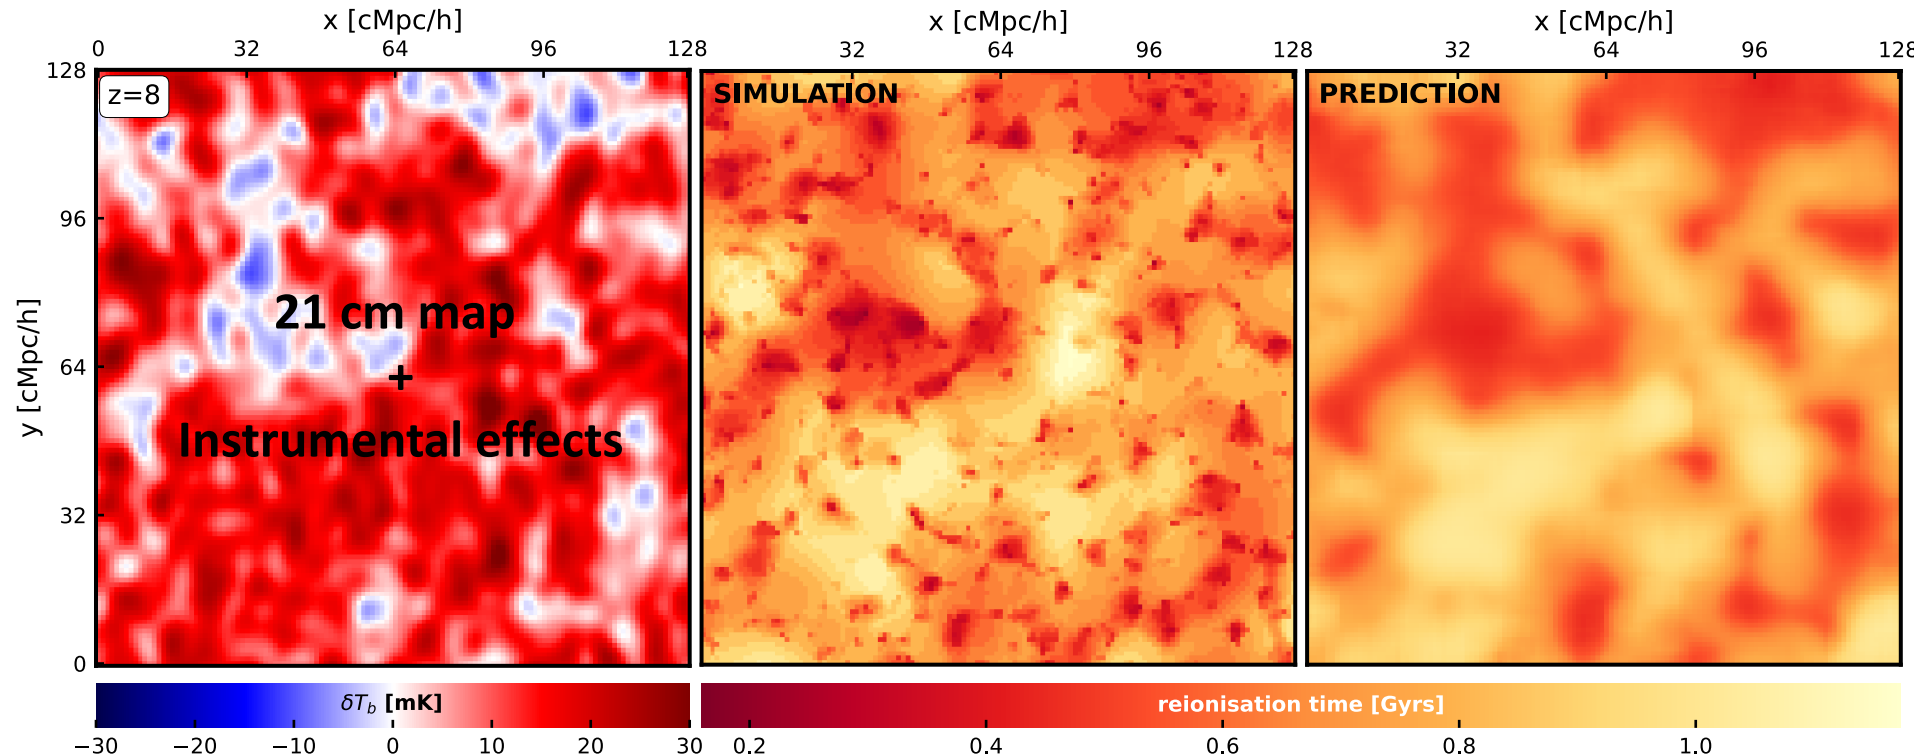 x [cMpc/h]
x [cMpc/h]
x [cMpc/h]
0 32 64 96 128
32 64 96 128
32 64 96 128
128
96
64
32
0
y [cMpc/h]
z=8
21 cm map
+
Instrumental effects
SIMULATION
PREDICTION
δT_b [mK]
−30 −20 −10 0 10 20 30
reionisation time [Gyrs]
0.2 0.4 0.6 0.8 1.0